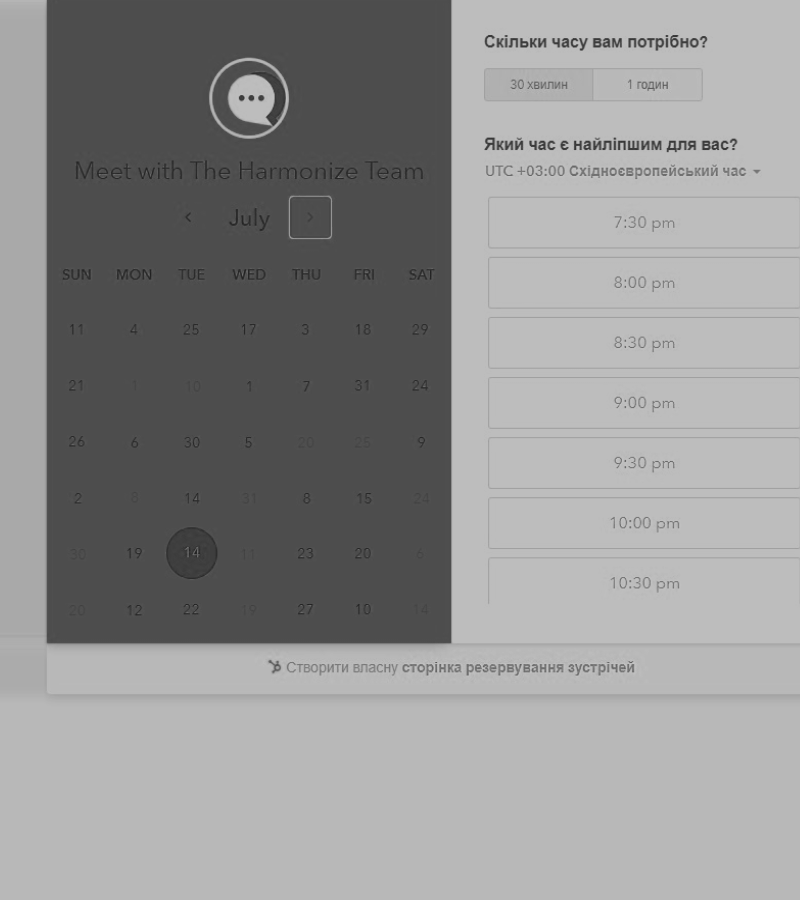 Meet with The Harmonize Team
July
SUN MON TUE WED THU FRI SAT
11 4 25 17 3 18 29
21 1 10 1 7 31 24
26 6 30 5 20 25 9
2 8 14 31 8 15 24
30 19 14 11 23 20 6
20 12 22 19 27 10 14
Скільки часу вам потрібно?
30 хвилин 1 годин
Який час є найліпшим для вас?
UTC +03:00 Східноєвропейський час
7:30 pm
8:00 pm
8:30 pm
9:00 pm
9:30 pm
10:00 pm
10:30 pm
Створити власну сторінка резервування зустрічей